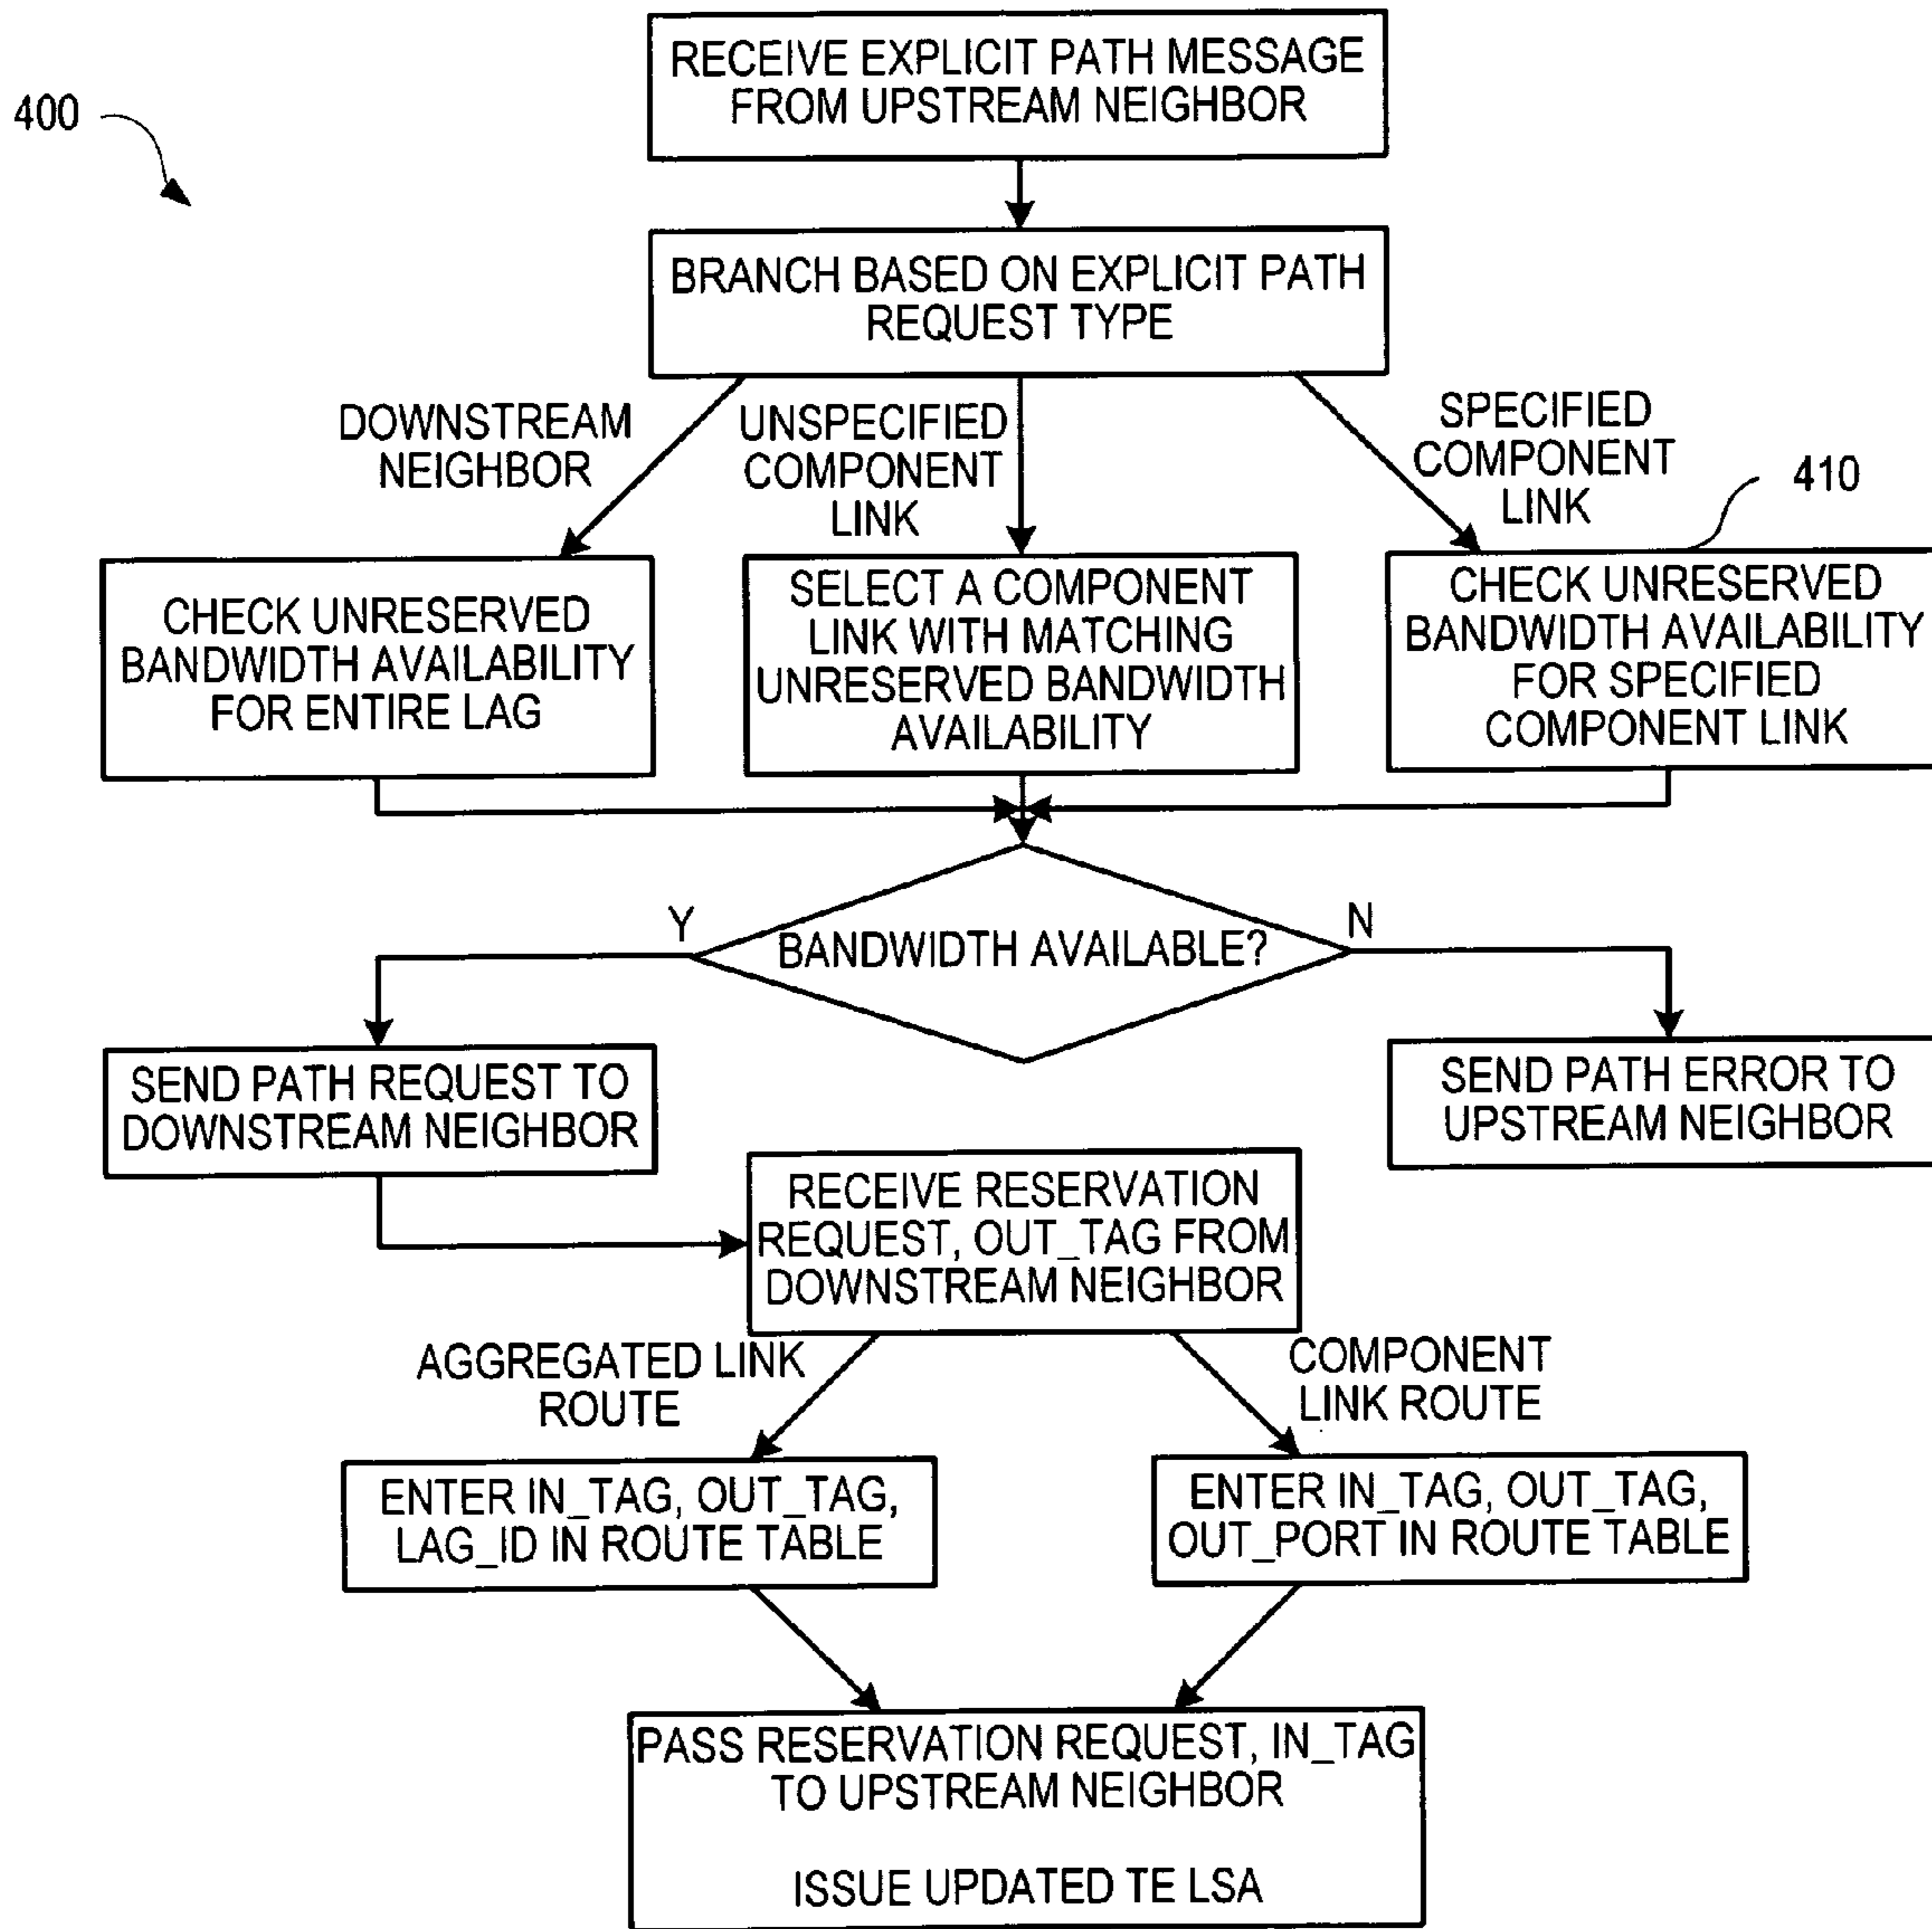 RECEIVE EXPLICIT PATH MESSAGE
FROM UPSTREAM NEIGHBOR
400
BRANCH BASED ON EXPLICIT PATH
REQUEST TYPE
DOWNSTREAM
NEIGHBOR
UNSPECIFIED
COMPONENT
LINK
SPECIFIED
COMPONENT
LINK
410
CHECK UNRESERVED
BANDWIDTH AVAILABILITY
FOR ENTIRE LAG
SELECT A COMPONENT
LINK WITH MATCHING
UNRESERVED BANDWIDTH
AVAILABILITY
CHECK UNRESERVED
BANDWIDTH AVAILABILITY
FOR SPECIFIED
COMPONENT LINK
Y
BANDWIDTH AVAILABLE?
N
SEND PATH REQUEST TO
DOWNSTREAM NEIGHBOR
SEND PATH ERROR TO
UPSTREAM NEIGHBOR
RECEIVE RESERVATION
REQUEST, OUT_TAG FROM
DOWNSTREAM NEIGHBOR
AGGREGATED LINK
ROUTE
COMPONENT
LINK ROUTE
ENTER IN_TAG, OUT_TAG,
LAG_ID IN ROUTE TABLE
ENTER IN_TAG, OUT_TAG,
OUT_PORT IN ROUTE TABLE
PASS RESERVATION REQUEST, IN_TAG
TO UPSTREAM NEIGHBOR
ISSUE UPDATED TE LSA